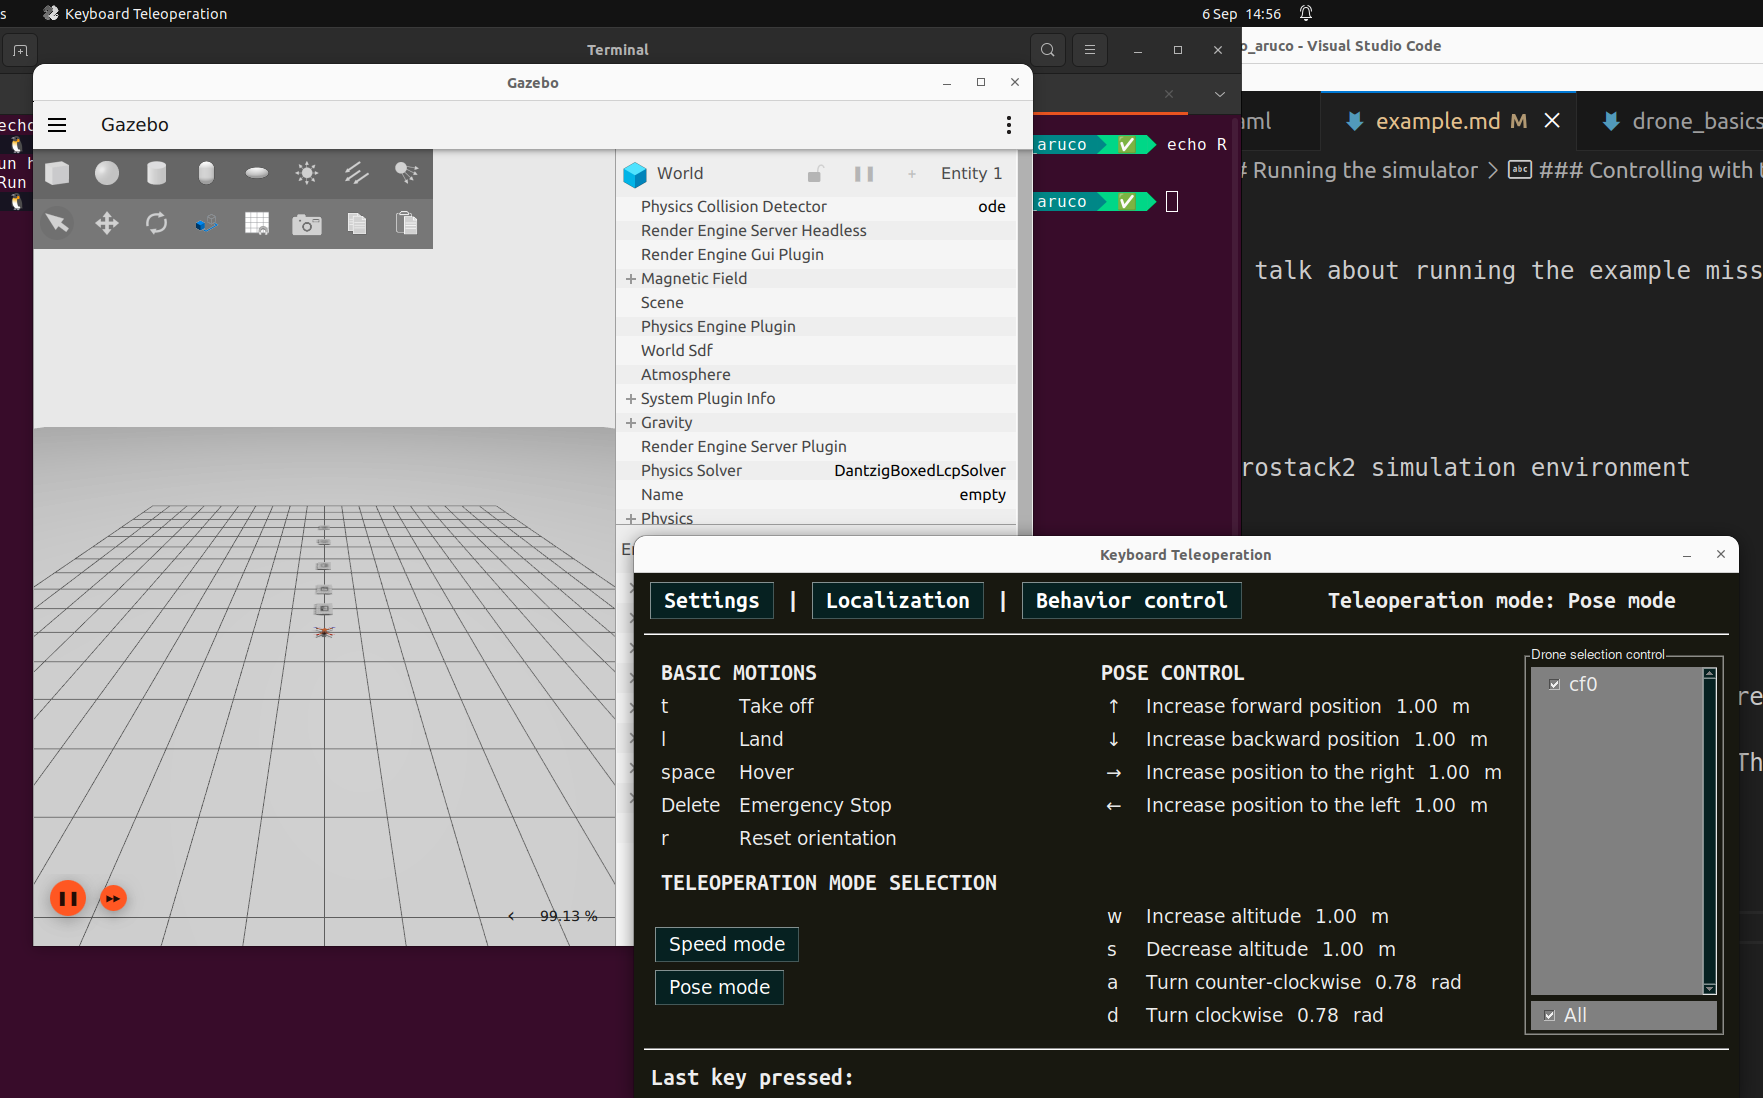 s Keyboard Teleoperation 6 Sep 14:56
Terminal
o_aruco - Visual Studio Code
Gazebo
Gazebo
echo
un h
Run
aml example.md M drone_basics
Running the simulator > abc ### Controlling with
_aruco ✅ echo R
_aruco ✅
World Entity 1
Physics Collision Detector ode
Render Engine Server Headless
Render Engine Gui Plugin
+ Magnetic Field
Scene
Physics Engine Plugin
World Sdf
Atmosphere
+ System Plugin Info
+ Gravity
Render Engine Server Plugin
Physics Solver DantzigBoxedLcpSolver
Name empty
+ Physics
talk about running the example miss
rostack2 simulation environment
re
Th
99.13 %
Keyboard Teleoperation
Settings | Localization | Behavior control Teleoperation mode: Pose mode
BASIC MOTIONS
t Take off
l Land
space Hover
Delete Emergency Stop
r Reset orientation
TELEOPERATION MODE SELECTION
Speed mode
Pose mode
POSE CONTROL
↑ Increase forward position 1.00 m
↓ Increase backward position 1.00 m
→ Increase position to the right 1.00 m
← Increase position to the left 1.00 m
w Increase altitude 1.00 m
s Decrease altitude 1.00 m
a Turn counter-clockwise 0.78 rad
d Turn clockwise 0.78 rad
Drone selection control
cf0
All
Last key pressed: